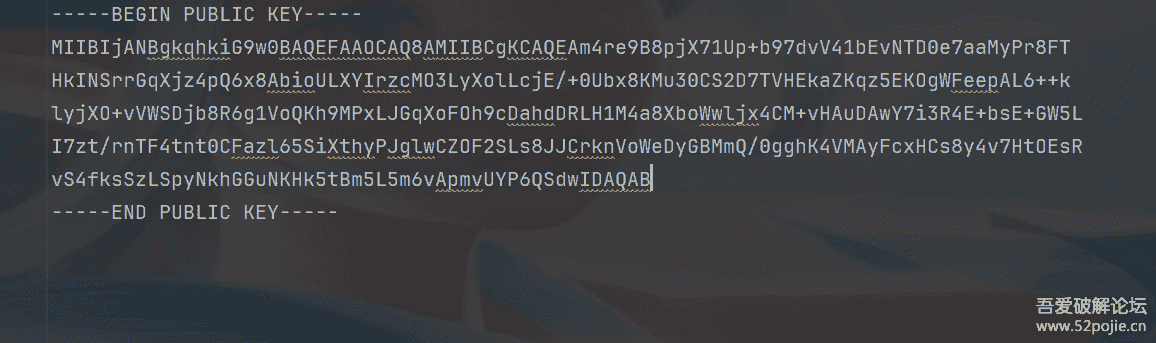 -----BEGIN PUBLIC KEY-----
MIIBIjANBgkqhkiG9w0BAQEFAAOCAQ8AMIIBCgKCAQEAm4re9B8pjX71Up+b97dvV41bEvNTD0e7aaMyPr8FT
HkINSrrGqXjz4pQ6x8AbioULXYIrzcMO3LyXolLcjE/+0Ubx8KMu30CS2D7TVHEkaZKqz5EKOgWFeepAL6++k
lyjXO+vVWSDjb8R6g1VoQKh9MPxLJGqXoFOh9cDahdDRLH1M4a8XboWwljx4CM+vHAuDAwY7i3R4E+bsE+GW5L
I7zt/rnTF4tnt0CFazl65SiXthyPJglwCZOF2SLs8JJCrknVoWeDyGBMmQ/0gghK4VMAyFcxHCs8y4v7HtOEsR
vS4fksSzLSpyNkhGGuNKHk5tBm5L5m6vApmvUYP6QSdwIDAQAB
-----END PUBLIC KEY-----
吾爱破解论坛
www.52pojie.cn